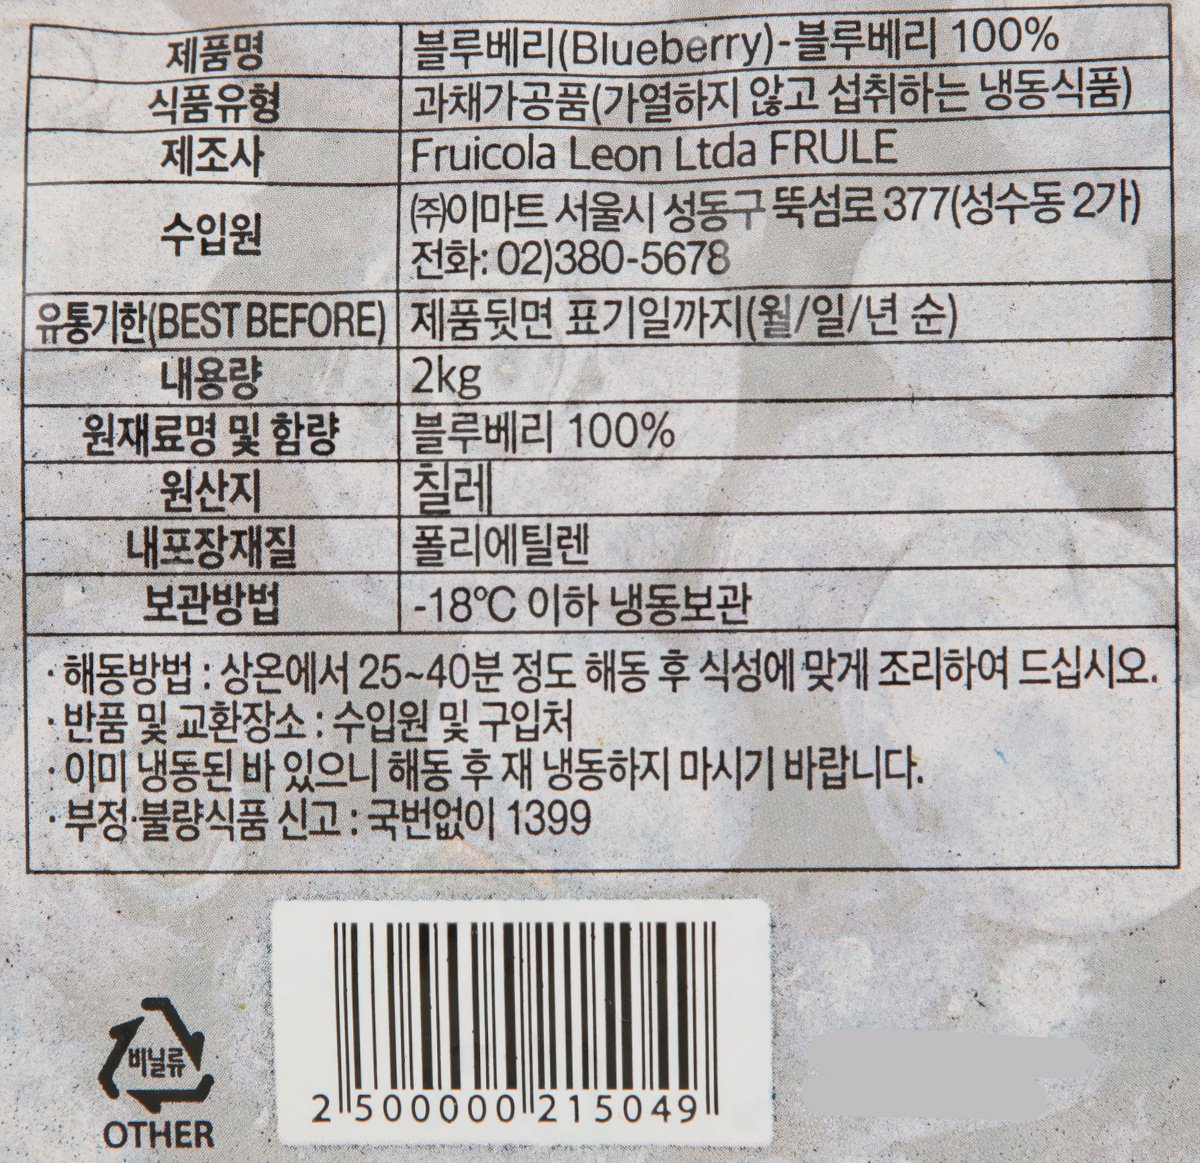 제품명 블루베리(Blueberry)-블루베리 100%
식품유형 과채가공품(가열하지 않고 섭취하는 냉동식품)
제조사 Fruicola Leon Ltda FRULE
수입원 ㈜이마트 서울시 성동구 뚝섬로 377(성수동 2가)
전화: 02)380-5678
유통기한(BEST BEFORE) 제품뒷면 표기일까지(월/일/년 순)
내용량 2kg
원재료명 및 함량 블루베리 100%
원산지 칠레
내포장재질 폴리에틸렌
보관방법 -18℃ 이하 냉동보관
· 해동방법 : 상온에서 25~40분 정도 해동 후 식성에 맞게 조리하여 드십시오.
· 반품 및 교환장소 : 수입원 및 구입처
· 이미 냉동된 바 있으니 해동 후 재 냉동하지 마시기 바랍니다.
· 부정·불량식품 신고 : 국번없이 1399
비닐류
OTHER
2 500000 215049